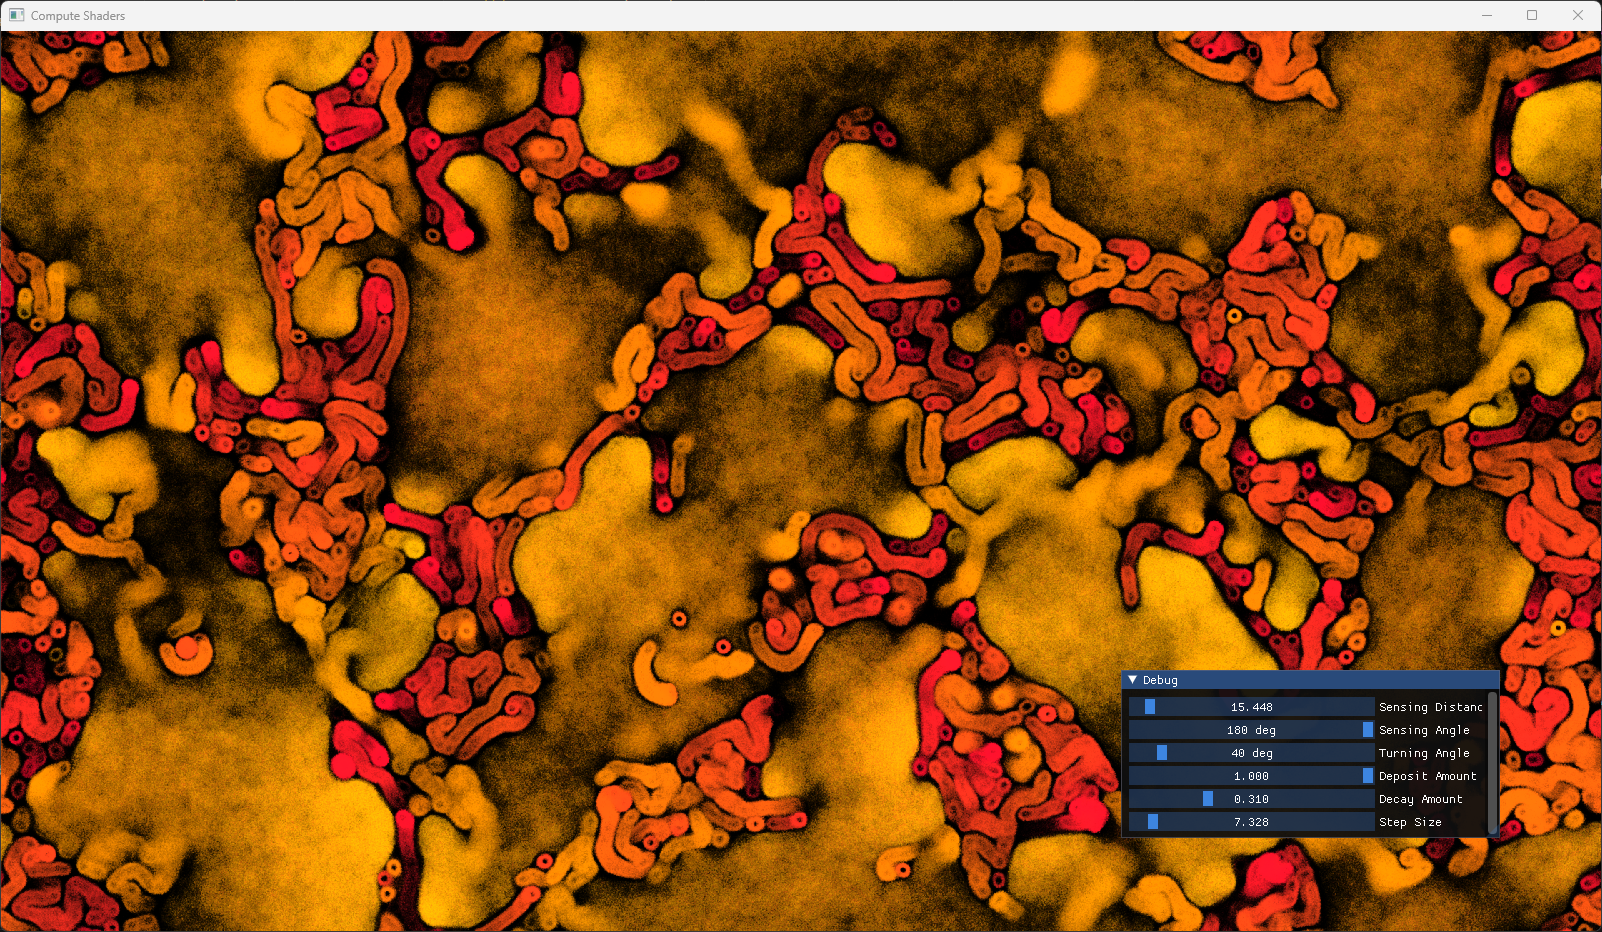 Compute Shaders
Debug
15.448 Sensing Distanc
180 deg Sensing Angle
40 deg Turning Angle
1.000 Deposit Amount
0.310 Decay Amount
7.328 Step Size